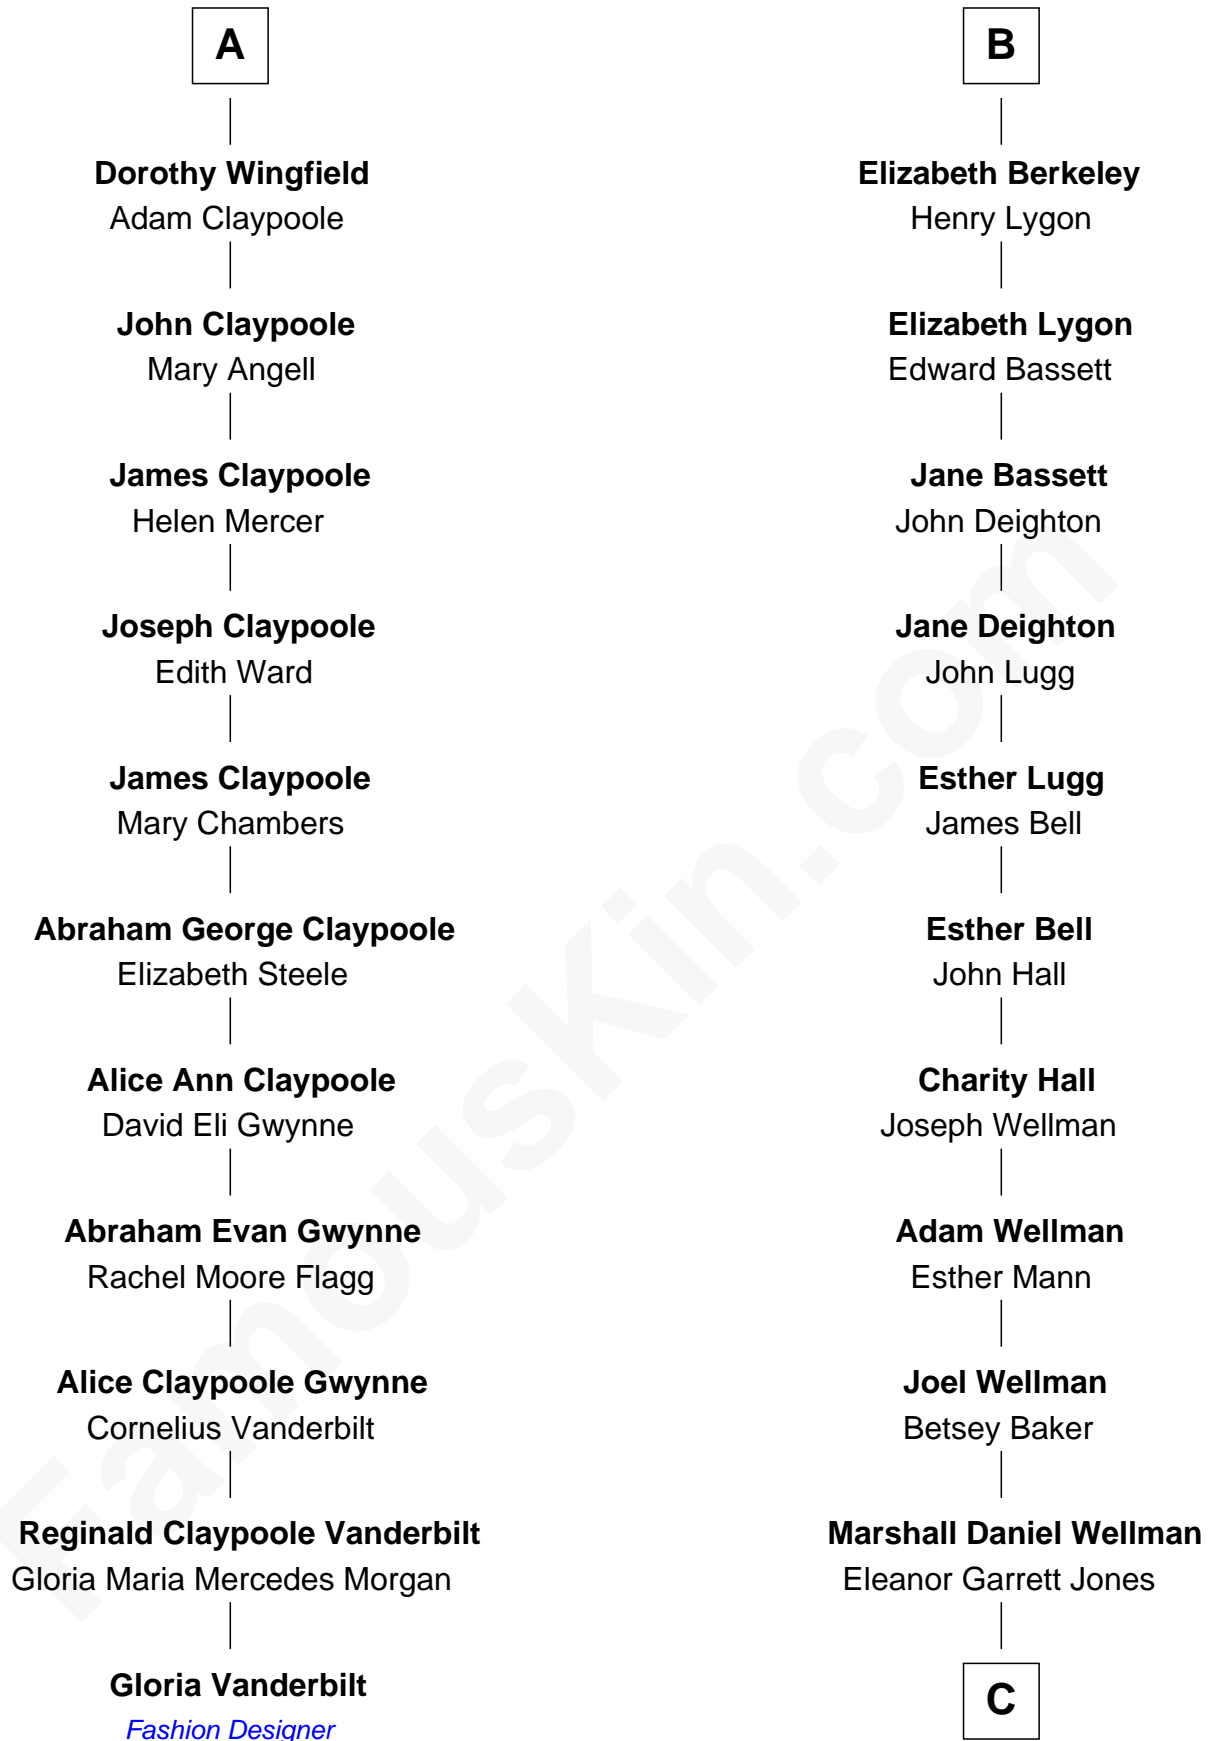 A
Dorothy Wingfield
Adam Claypoole
John Claypoole
Mary Angell
James Claypoole
Helen Mercer
Joseph Claypoole
Edith Ward
James Claypoole
Mary Chambers
Abraham George Claypoole
Elizabeth Steele
Alice Ann Claypoole
David Eli Gwynne
Abraham Evan Gwynne
Rachel Moore Flagg
Alice Claypoole Gwynne
Cornelius Vanderbilt
Reginald Claypoole Vanderbilt
Gloria Maria Mercedes Morgan
Gloria Vanderbilt
Fashion Designer
B
Elizabeth Berkeley
Henry Lygon
Elizabeth Lygon
Edward Bassett
Jane Bassett
John Deighton
Jane Deighton
John Lugg
Esther Lugg
James Bell
Esther Bell
John Hall
Charity Hall
Joseph Wellman
Adam Wellman
Esther Mann
Joel Wellman
Betsey Baker
Marshall Daniel Wellman
Eleanor Garrett Jones
C
FamousKin.com